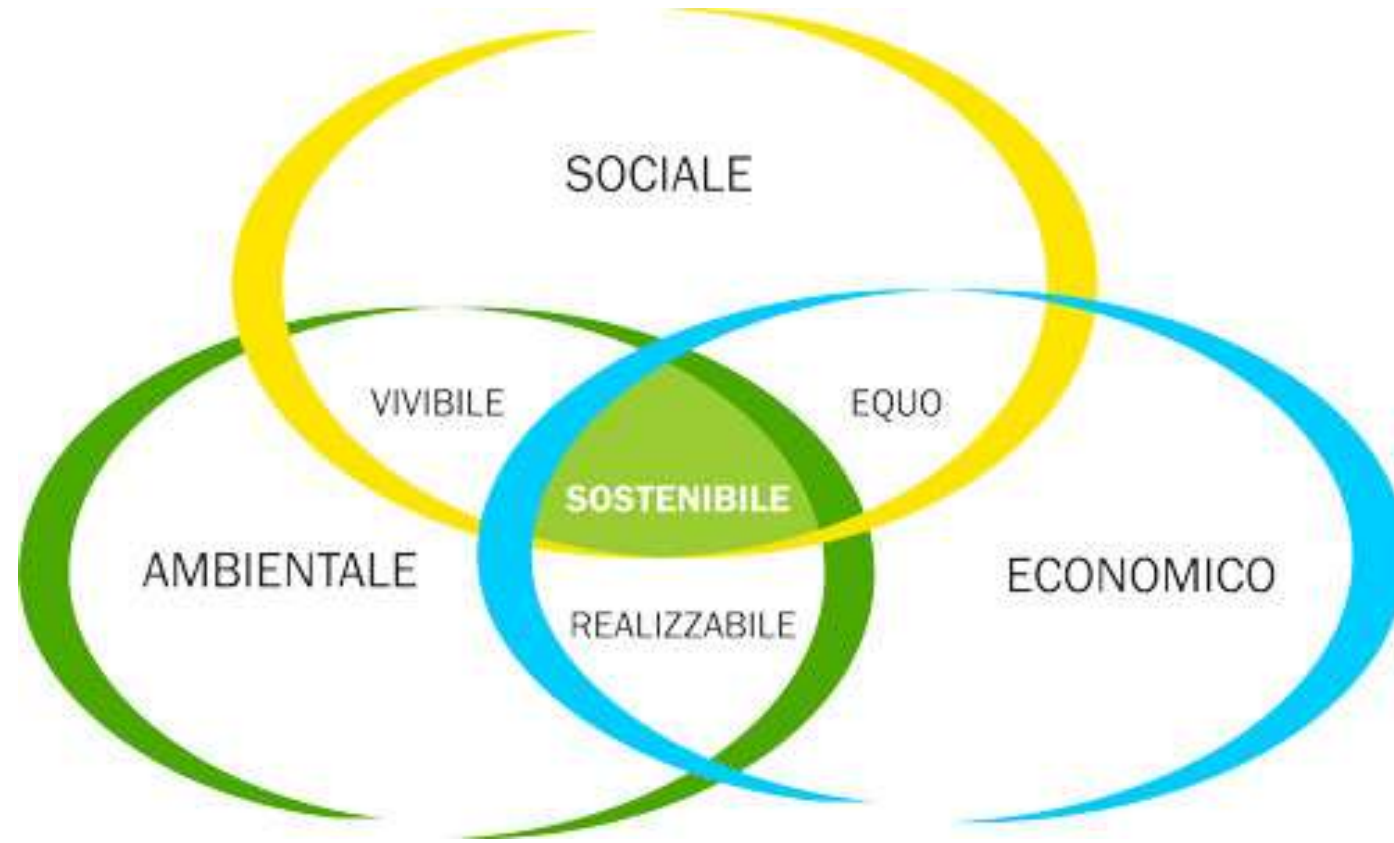 SOCIALE
VIVIBILE
EQUO
SOSTENIBILE
AMBIENTALE
ECONOMICO
REALIZZABILE